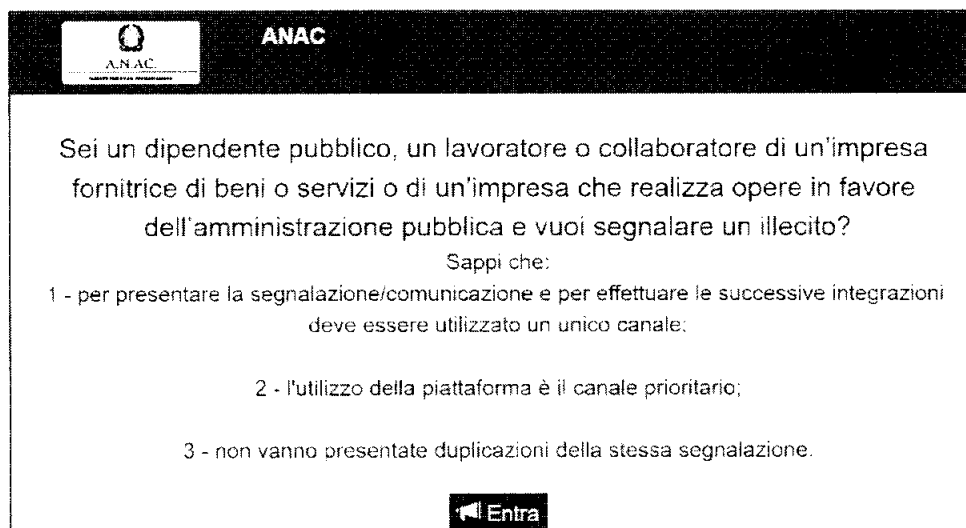 A.N.AC.
ANAC
Sei un dipendente pubblico, un lavoratore o collaboratore di un'impresa
fornitrice di beni o servizi o di un'impresa che realizza opere in favore
dell'amministrazione pubblica e vuoi segnalare un illecito?
Sappi che:
1 - per presentare la segnalazione/comunicazione e per effettuare le successive integrazioni
deve essere utilizzato un unico canale;
2 - l'utilizzo della piattaforma è il canale prioritario;
3 - non vanno presentate duplicazioni della stessa segnalazione.
Entra